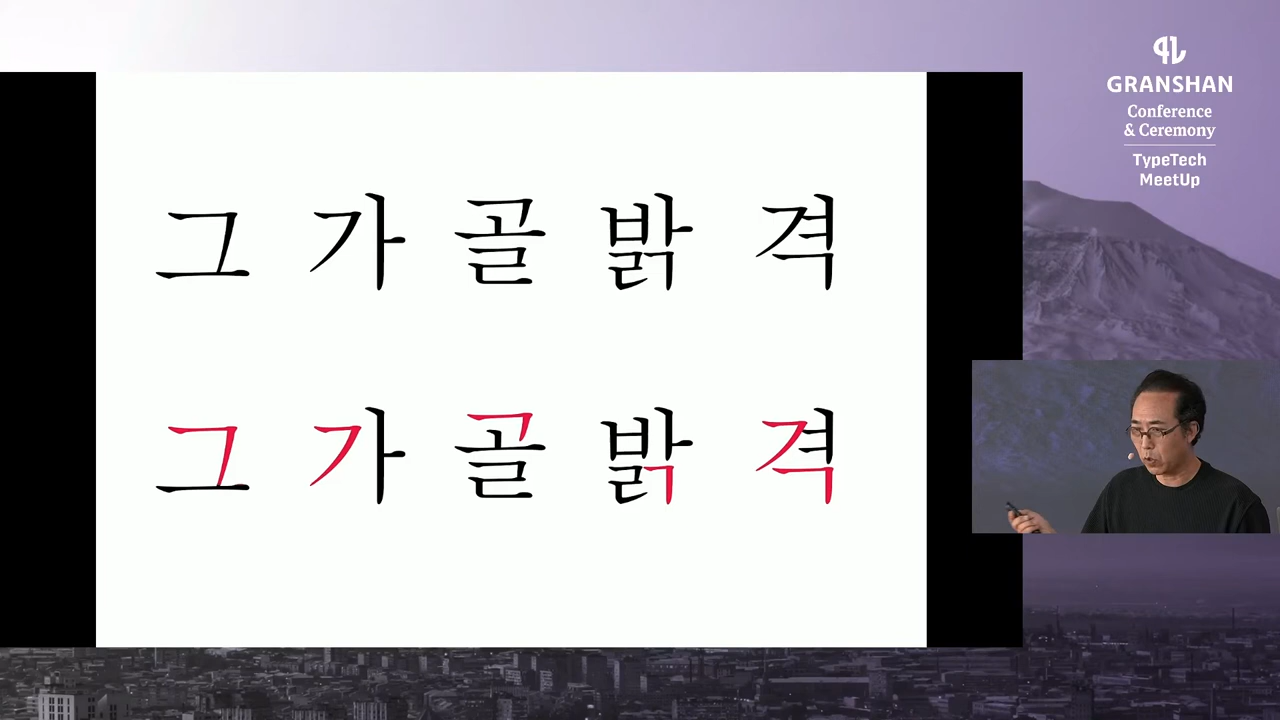 GRANSHAN
Conference
& Ceremony
TypeTech
MeetUp
그 가 골 밝 격
그 가 골 밝 격